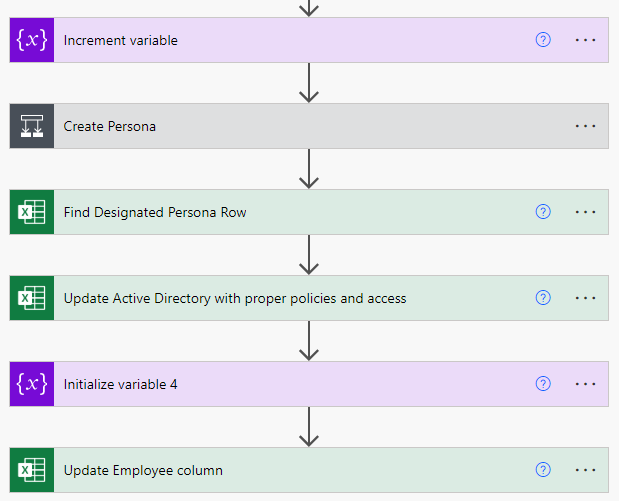 {x} Increment variable
Create Persona
Find Designated Persona Row
Update Active Directory with proper policies and access
{x} Initialize variable 4
Update Employee column